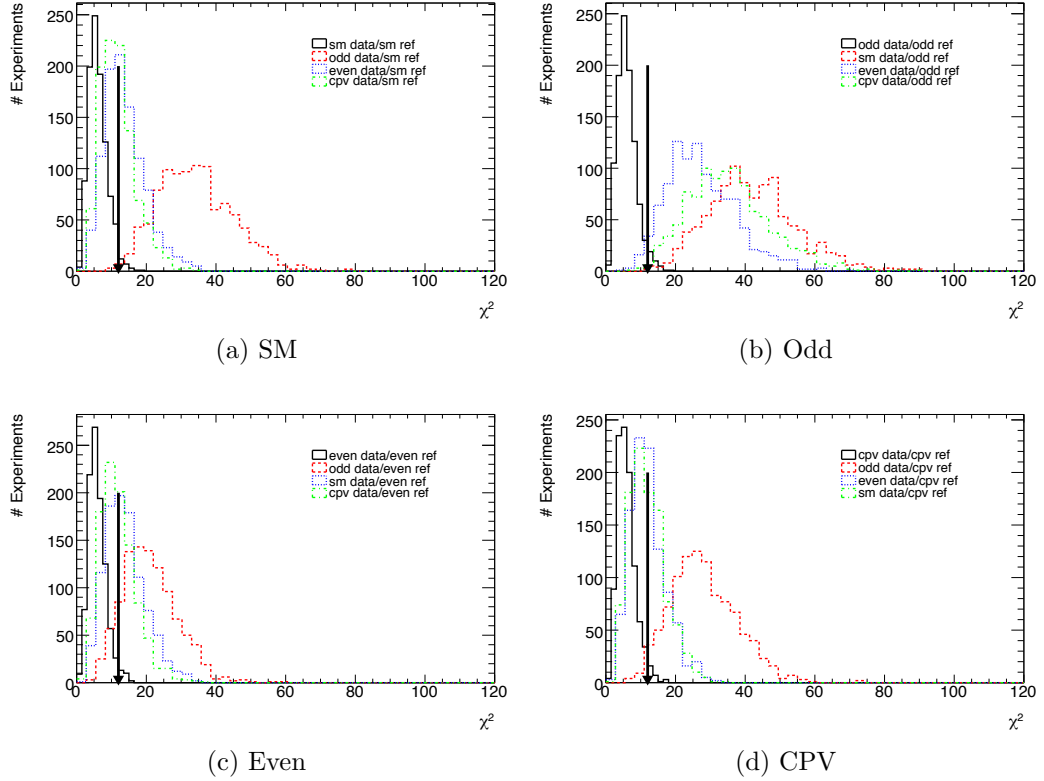 # Experiments
250
200
150
100
50
0
0 20 40 60 80 100 120
χ²
sm data/sm ref
odd data/sm ref
even data/sm ref
cpv data/sm ref
(a) SM
# Experiments
250
200
150
100
50
0
0 20 40 60 80 100 120
χ²
odd data/odd ref
sm data/odd ref
even data/odd ref
cpv data/odd ref
(b) Odd
# Experiments
250
200
150
100
50
0
0 20 40 60 80 100 120
χ²
even data/even ref
odd data/even ref
sm data/even ref
cpv data/even ref
(c) Even
# Experiments
250
200
150
100
50
0
0 20 40 60 80 100 120
χ²
cpv data/cpv ref
odd data/cpv ref
even data/cpv ref
sm data/cpv ref
(d) CPV